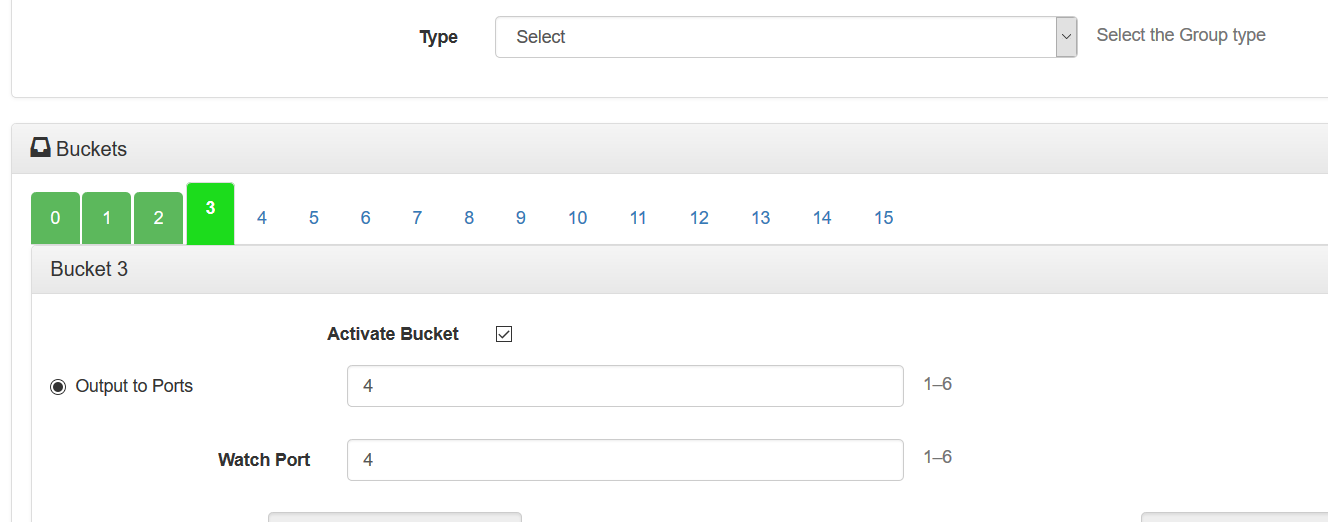 Type Select Select the Group type
Buckets
0 1 2 3 4 5 6 7 8 9 10 11 12 13 14 15
Bucket 3
Activate Bucket
Output to Ports 4 1–6
Watch Port 4 1–6